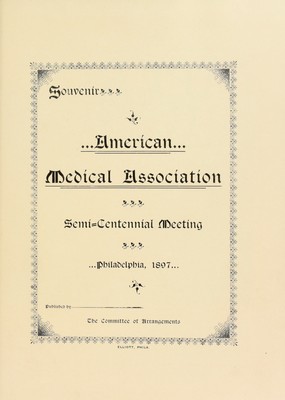 Souvenir
...American...
Medical Association
Semi=Centennial Meeting
...Philadelphia, 1897...
Published by
The Committee of Arrangements